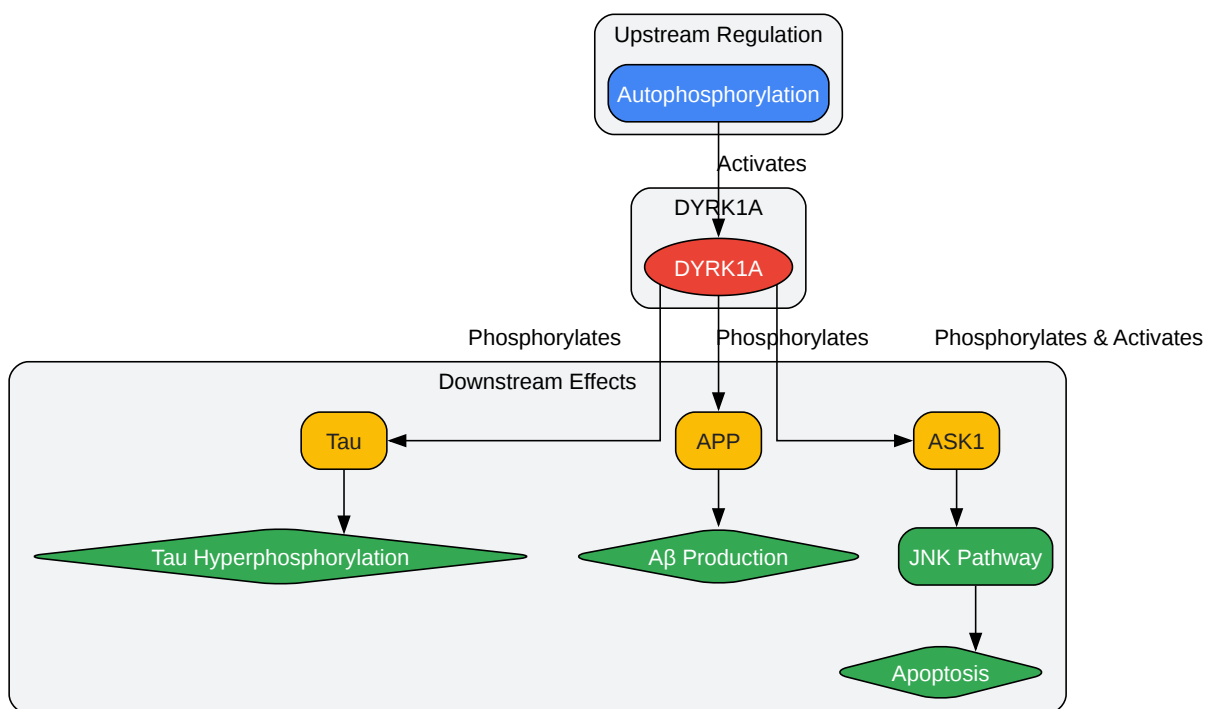 Upstream Regulation
Autophosphorylation
Activates
DYRK1A
DYRK1A
Phosphorylates
Phosphorylates
Phosphorylates & Activates
Downstream Effects
Tau
APP
ASK1
Tau Hyperphosphorylation
Aβ Production
JNK Pathway
Apoptosis